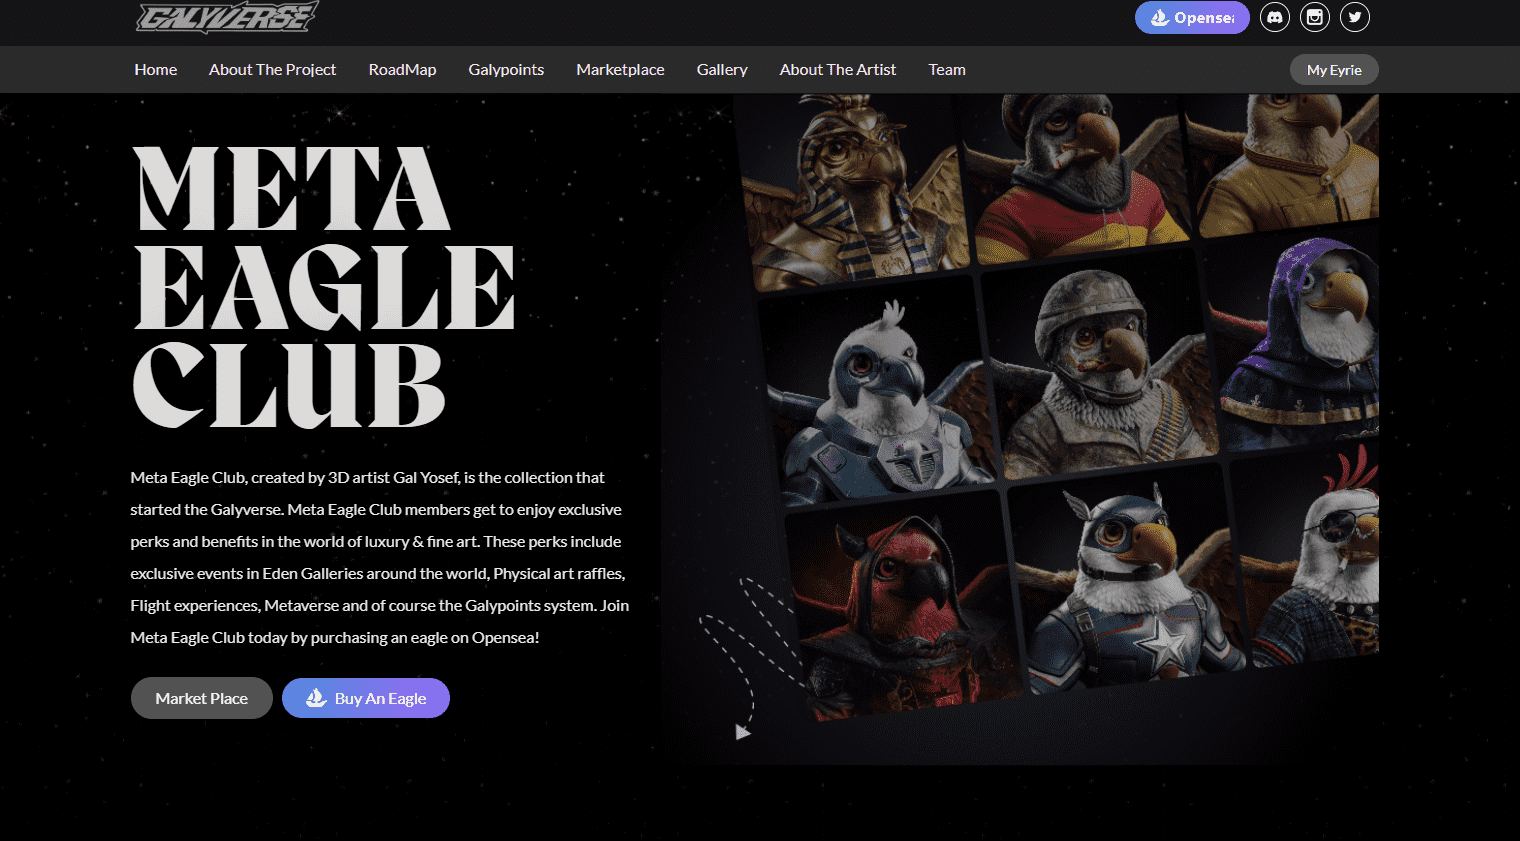 GALYVERSE
Opensea
Home About The Project RoadMap Galypoints Marketplace Gallery About The Artist Team My Eyrie
META
EAGLE
CLUB
Meta Eagle Club, created by 3D artist Gal Yosef, is the collection that
started the Galyverse. Meta Eagle Club members get to enjoy exclusive
perks and benefits in the world of luxury & fine art. These perks include
exclusive events in Eden Galleries around the world, Physical art raffles,
Flight experiences, Metaverse and of course the Galypoints system. Join
Meta Eagle Club today by purchasing an eagle on Opensea!
Market Place Buy An Eagle